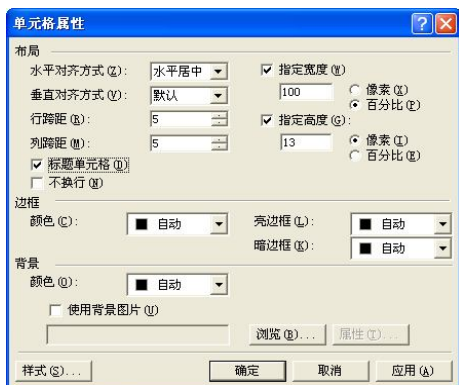 单元格属性
布局
水平对齐方式(Z): 水平居中 ☑ 指定宽度(W)
垂直对齐方式(V): 默认 100 像素(X)
百分比(P)
行跨距(R): 5 ☑ 指定高度(G):
列跨距(M): 5 13 像素(I)
百分比(E)
☑ 标题单元格(D)
不换行(N)
边框
颜色(C): 自动 亮边框(L): 自动
暗边框(K): 自动
背景
颜色(O): 自动
使用背景图片(U)
浏览(B)... 属性(T)...
样式(S)... 确定 取消 应用(A)